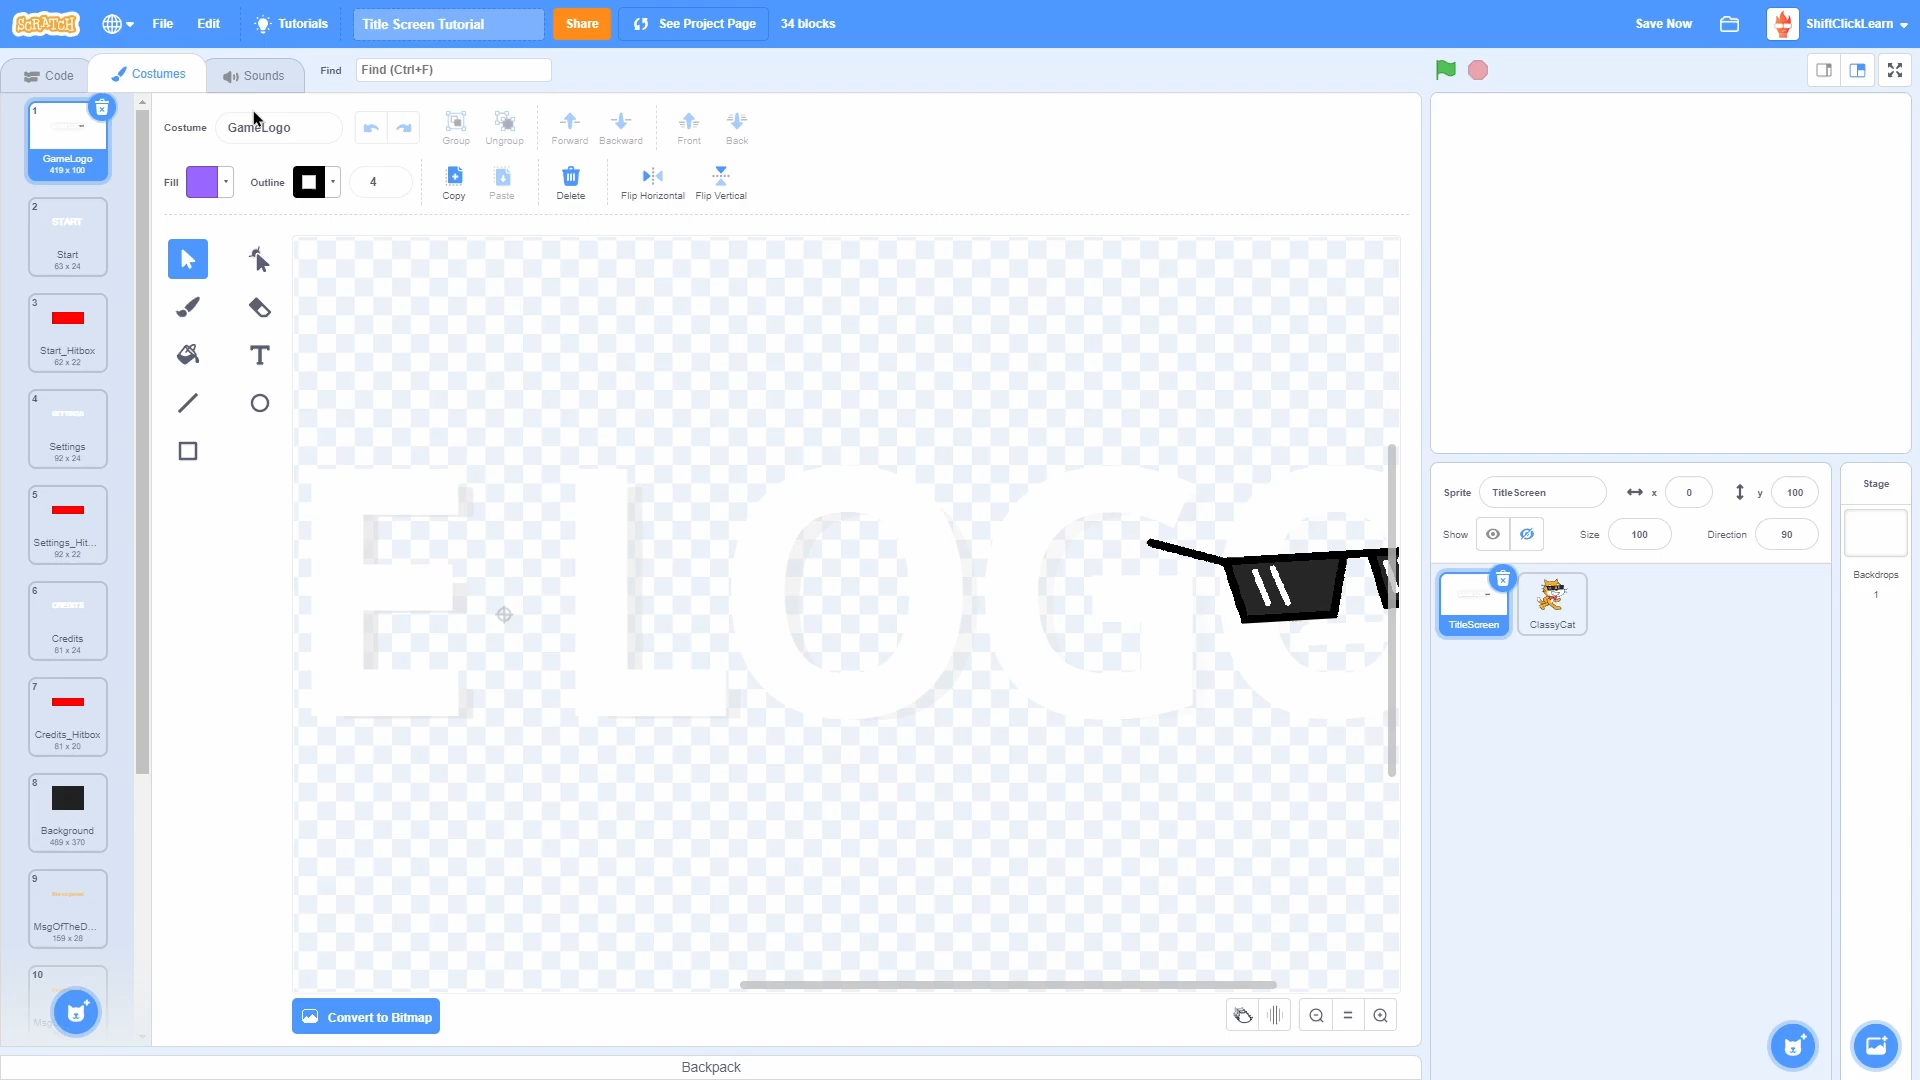 SCRATCH
File
Edit
Tutorials
Title Screen Tutorial
Share
See Project Page
34 blocks
Save Now
ShiftClickLearn
Code
Costumes
Sounds
Find
Find (Ctrl+F)
1
GameLogo
419 x 100
2
START
Start
63 x 24
3
Start_Hitbox
62 x 22
4
SETTINGS
Settings
92 x 24
5
Settings_Hit...
92 x 22
6
CREDITS
Credits
81 x 24
7
Credits_Hitbox
81 x 20
8
Background
489 x 370
9
MsgOfTheD...
159 x 28
10
Costume
GameLogo
Group
Ungroup
Forward
Backward
Front
Back
Fill
Outline
4
Copy
Paste
Delete
Flip Horizontal
Flip Vertical
T
E LOGO
Convert to Bitmap
Backpack
Sprite
TitleScreen
x
0
y
100
Show
Size
100
Direction
90
TitleScreen
ClassyCat
Stage
Backdrops
1